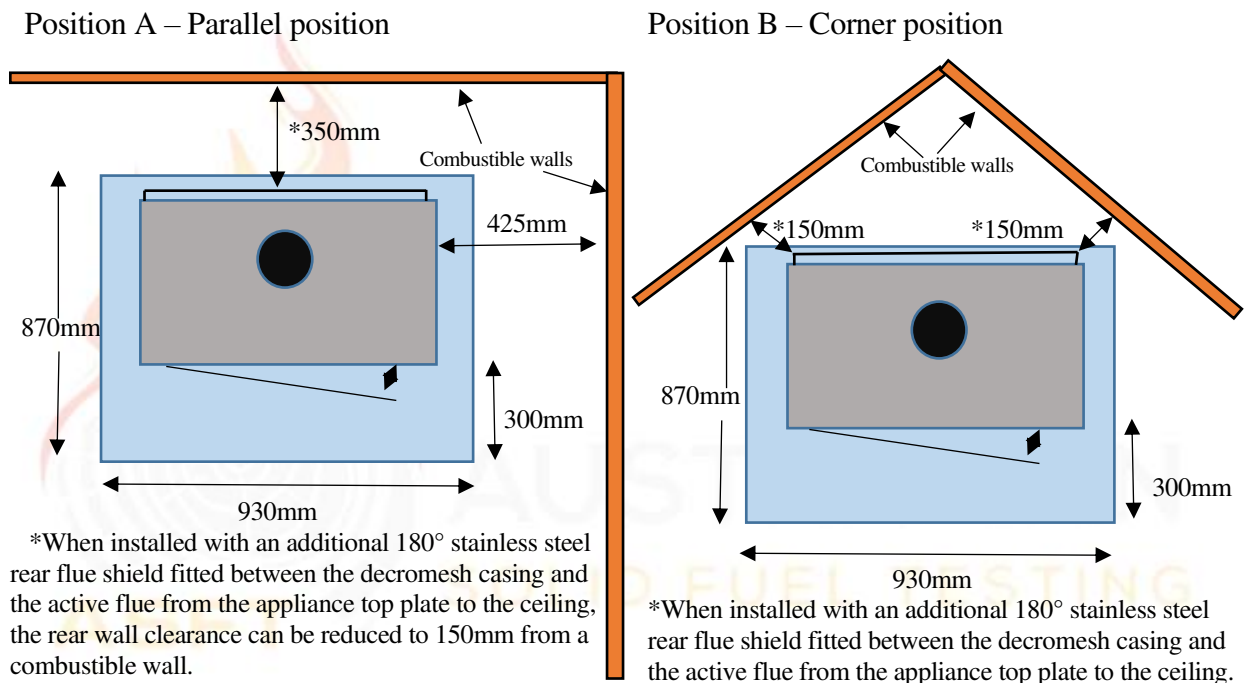 Position A – Parallel position
*350mm
Combustible walls
425mm
870mm
300mm
930mm
*When installed with an additional 180° stainless steel
rear flue shield fitted between the decromesh casing and
the active flue from the appliance top plate to the ceiling,
the rear wall clearance can be reduced to 150mm from a
combustible wall.
Position B – Corner position
Combustible walls
*150mm
*150mm
870mm
300mm
930mm
*When installed with an additional 180° stainless steel
rear flue shield fitted between the decromesh casing and
the active flue from the appliance top plate to the ceiling.
ASFT